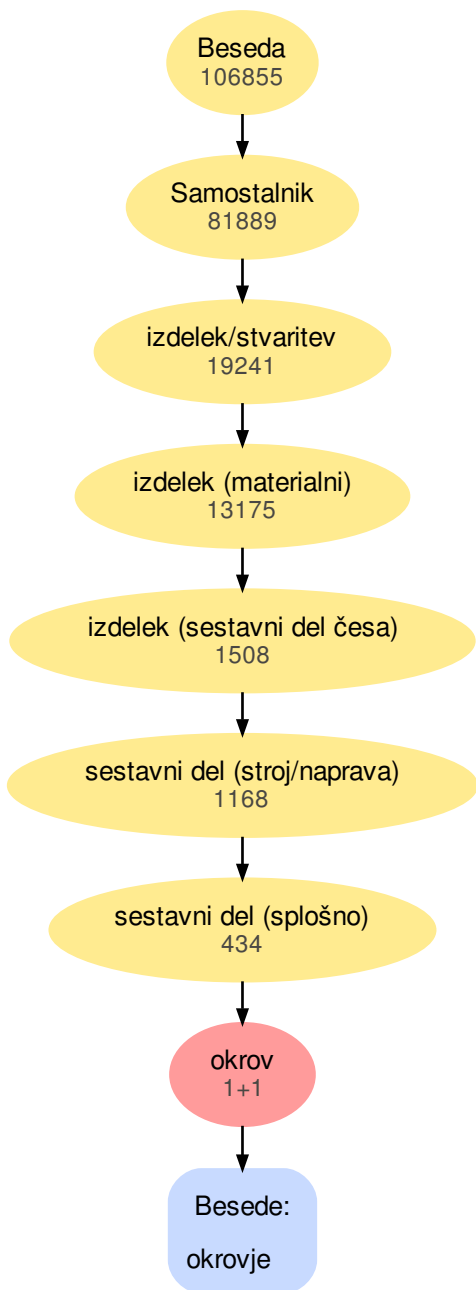 Beseda
106855
Samostalnik
81889
izdelek/stvaritev
19241
izdelek (materialni)
13175
izdelek (sestavni del česa)
1508
sestavni del (stroj/naprava)
1168
sestavni del (splošno)
434
okrov
1+1
Besede:
okrovje